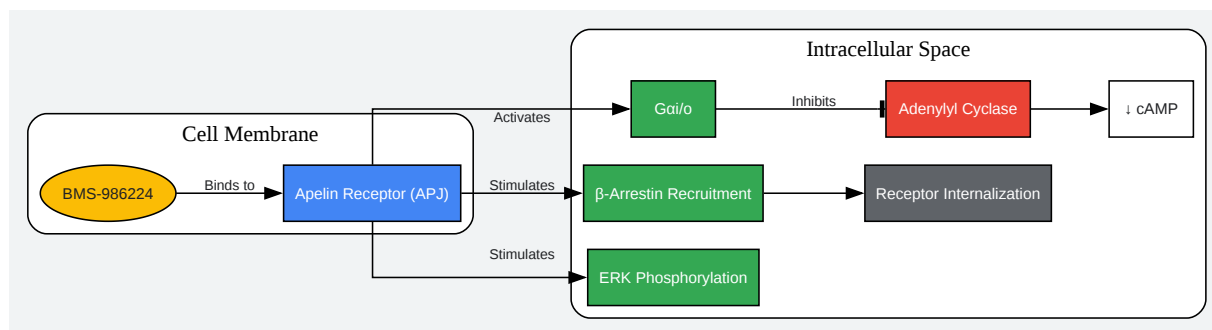 Intracellular Space
Gαi/o
Inhibits
Adenylyl Cyclase
↓ cAMP
Activates
Cell Membrane
BMS-986224
Binds to
Apelin Receptor (APJ)
Stimulates
β-Arrestin Recruitment
Receptor Internalization
Stimulates
ERK Phosphorylation